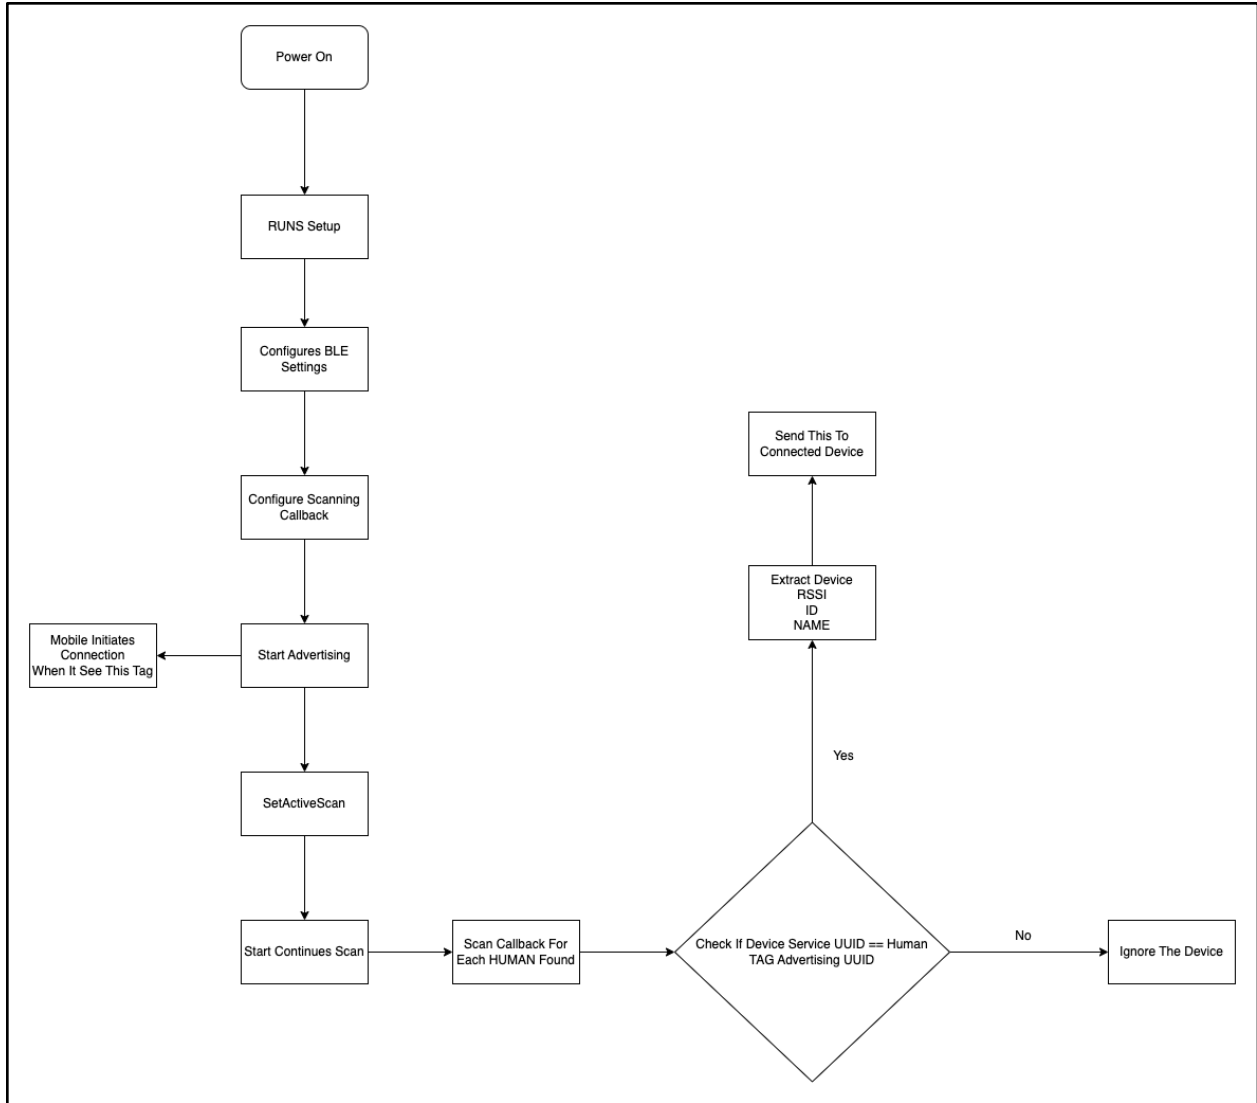 Power On
RUNS Setup
Configures BLE
Settings
Configure Scanning
Callback
Start Advertising
Mobile Initiates
Connection
When It See This Tag
SetActiveScan
Start Continues Scan
Scan Callback For
Each HUMAN Found
Check If Device Service UUID == Human
TAG Advertising UUID
Yes
Extract Device
RSSI
ID
NAME
Send This To
Connected Device
No
Ignore The Device